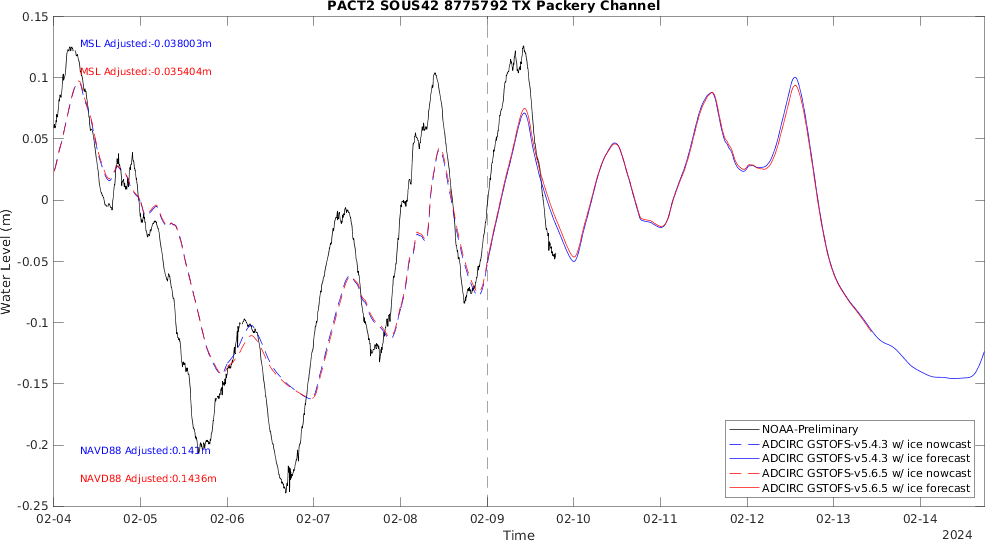 PACT2 SOUS42 8775792 TX Packery Channel
0.15
MSL Adjusted:-0.038003m
MSL Adjusted:-0.035404m
0.1
0.05
0
-0.05
-0.1
-0.15
-0.2
-0.25
Water Level (m)
NAVD88 Adjusted:0.141m
NAVD88 Adjusted:0.1436m
NOAA-Preliminary
ADCIRC GSTOFS-v5.4.3 w/ ice nowcast
ADCIRC GSTOFS-v5.4.3 w/ ice forecast
ADCIRC GSTOFS-v5.6.5 w/ ice nowcast
ADCIRC GSTOFS-v5.6.5 w/ ice forecast
02-04 02-05 02-06 02-07 02-08 02-09 02-10 02-11 02-12 02-13 02-14
Time
2024